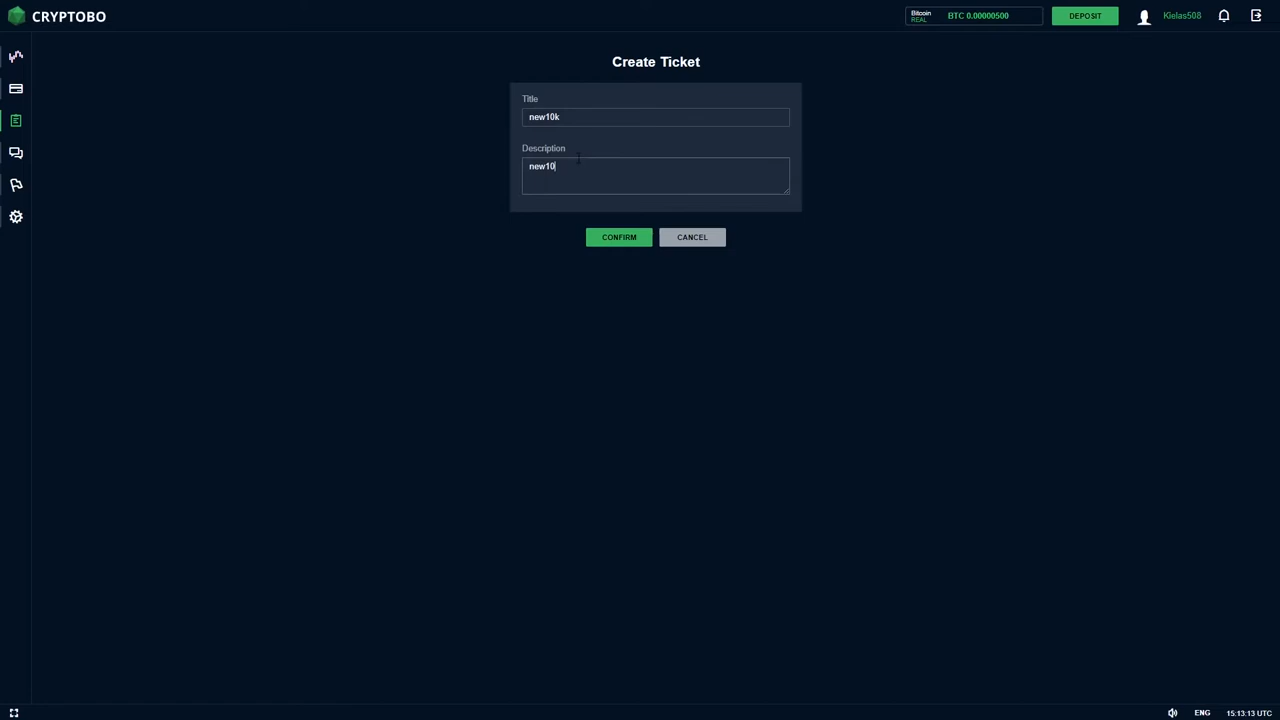 CRYPTOBO
Bitcoin
REAL
BTC 0.00000500
DEPOSIT
Kielas508
Create Ticket
Title
new10k
Description
new10
CONFIRM
CANCEL
ENG
15:13:13 UTC